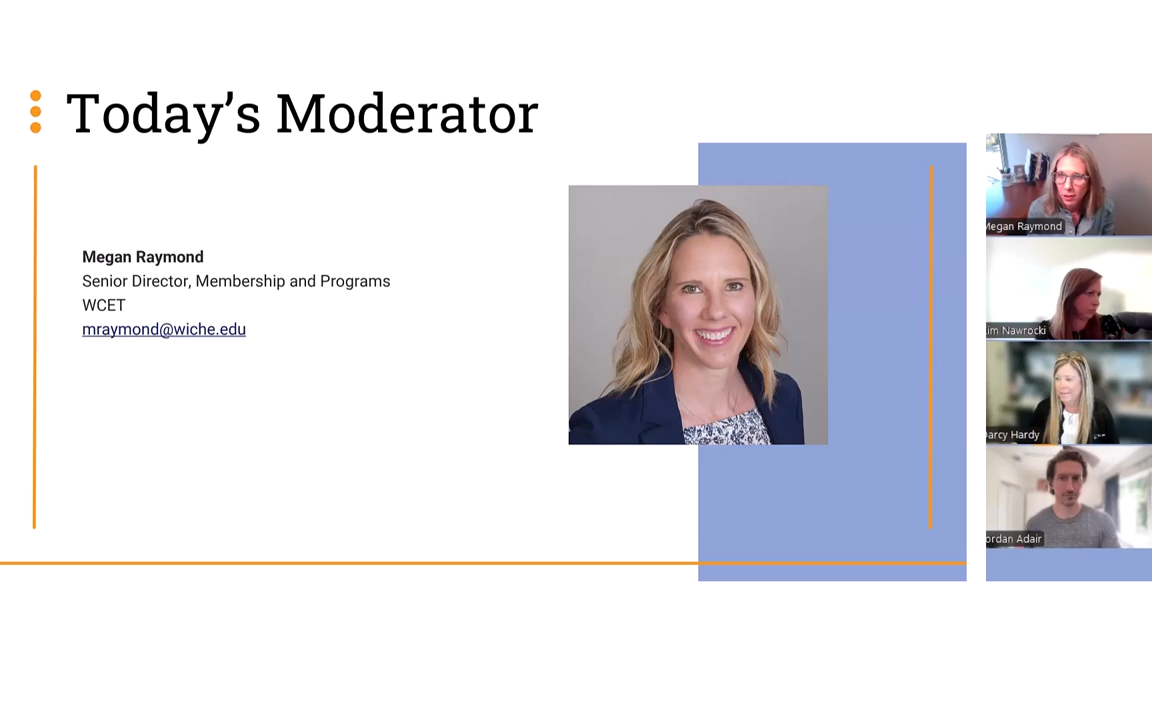 Today’s Moderator
Megan Raymond
Senior Director, Membership and Programs
WCET
mraymond@wiche.edu
Megan Raymond
im Nawrocki
arcy Hardy
ordan Adair